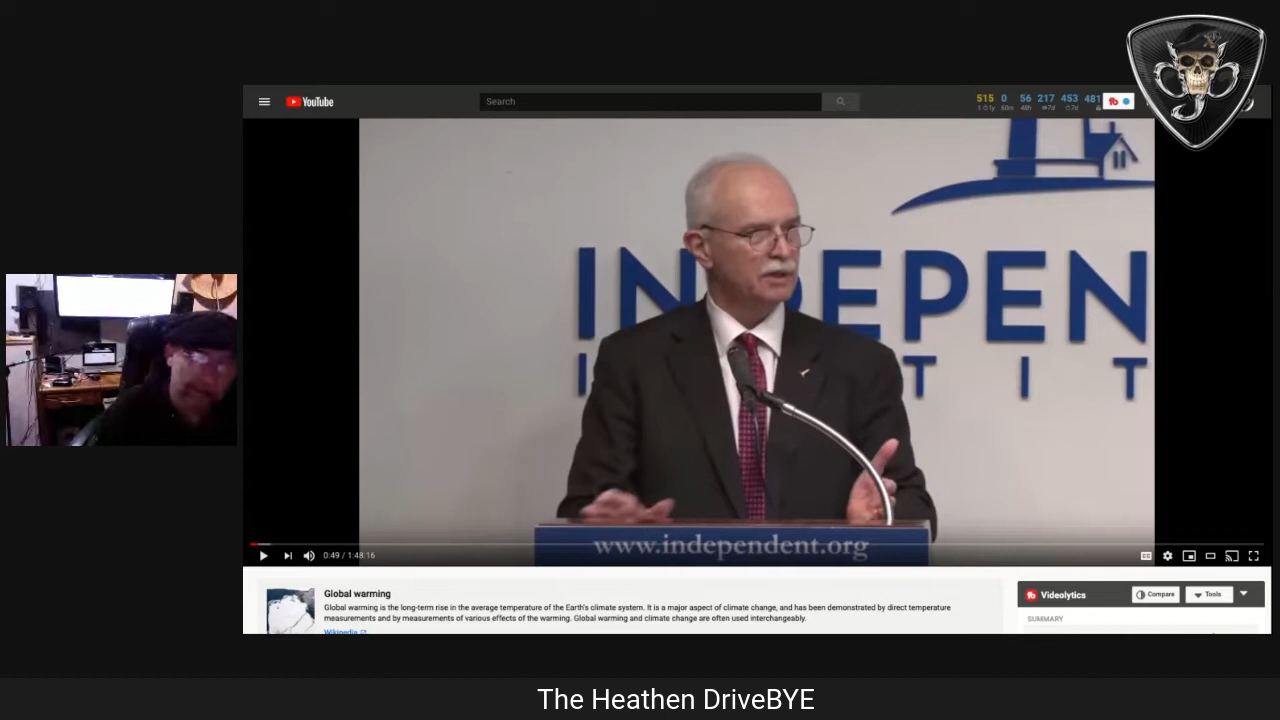 YouTube
Search
515 0 56 217 453 481
INDEPEN
www.independent.org
0:49 / 1:48:16
Global warming
Global warming is the long-term rise in the average temperature of the Earth's climate system. It is a major aspect of climate change, and has been demonstrated by direct temperature
measurements and by measurements of various effects of the warming. Global warming and climate change are often used interchangeably.
Wikipedia
Videolytics
Compare
Tools
SUMMARY
The Heathen DriveBYE